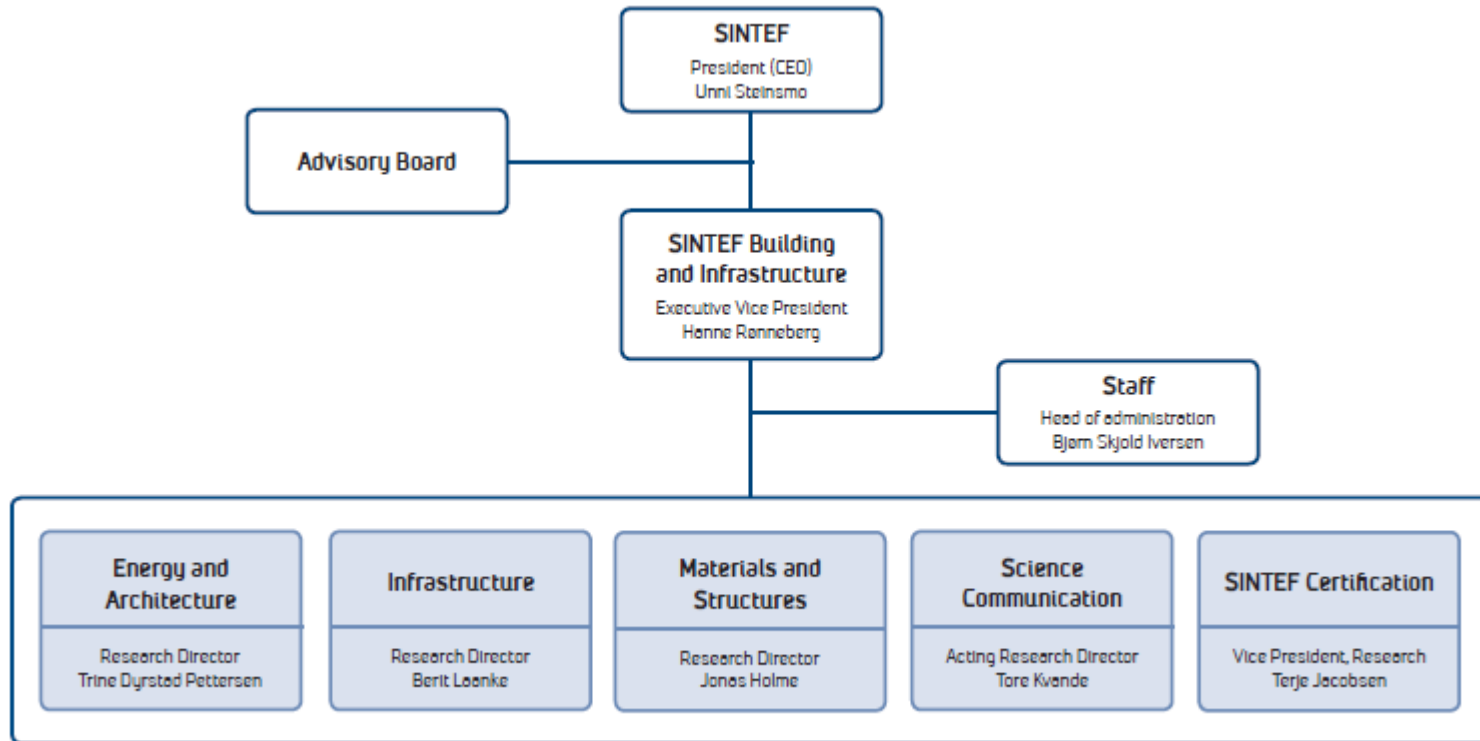 SINTEF
President (CEO)
Unni Steinsmo
Advisory Board
SINTEF Building
and Infrastructure
Executive Vice President
Hanne Rønneberg
Staff
Head of administration
Bjørn Skjold Iversen
Energy and
Architecture
Research Director
Trine Dyrstad Pettersen
Infrastructure
Research Director
Berit Laanke
Materials and
Structures
Research Director
Jonas Holme
Science
Communication
Acting Research Director
Tore Kvande
SINTEF Certification
Vice President, Research
Terje Jacobsen